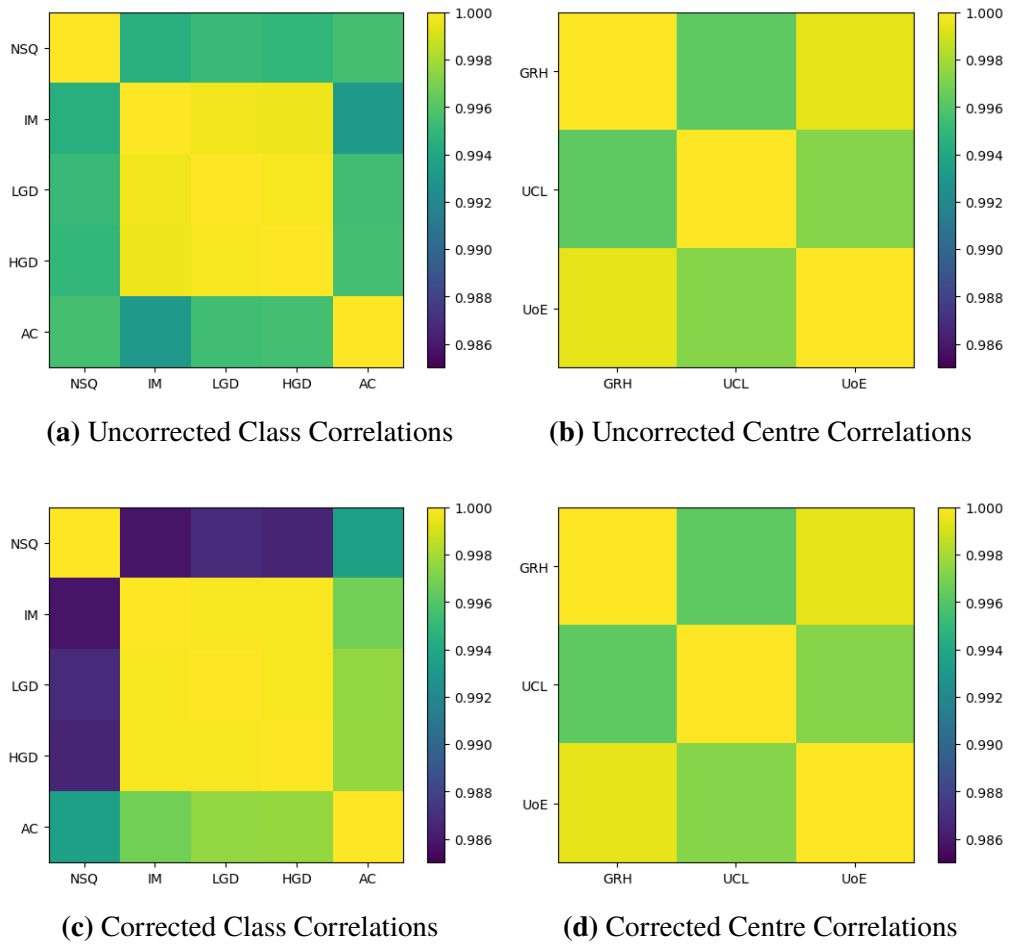 NSQ
IM
LGD
HGD
AC
NSQ IM LGD HGD AC
1.000
0.998
0.996
0.994
0.992
0.990
0.988
0.986
(a) Uncorrected Class Correlations
GRH
UCL
UoE
GRH UCL UoE
1.000
0.998
0.996
0.994
0.992
0.990
0.988
0.986
(b) Uncorrected Centre Correlations
NSQ
IM
LGD
HGD
AC
NSQ IM LGD HGD AC
1.000
0.998
0.996
0.994
0.992
0.990
0.988
0.986
(c) Corrected Class Correlations
GRH
UCL
UoE
GRH UCL UoE
1.000
0.998
0.996
0.994
0.992
0.990
0.988
0.986
(d) Corrected Centre Correlations